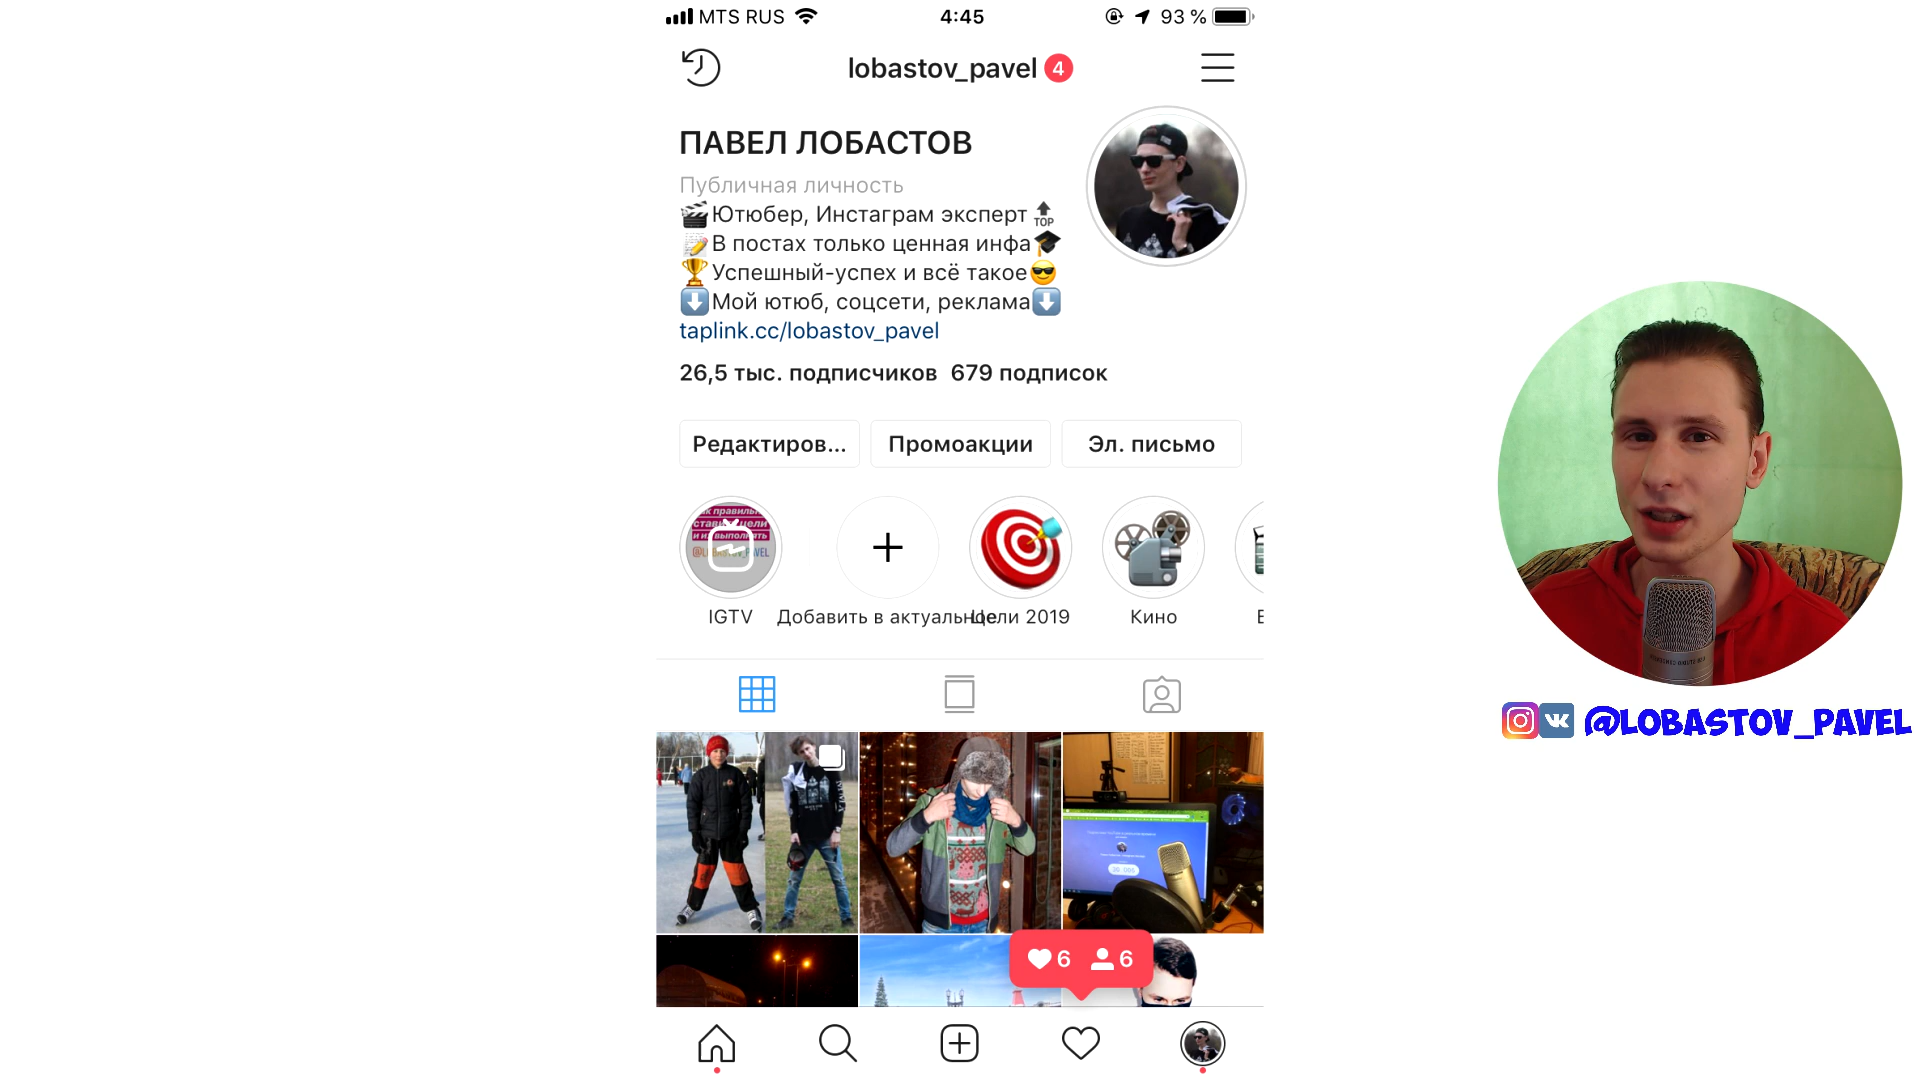 MTS RUS
4:45
93 %
lobastov_pavel 4
ПАВЕЛ ЛОБАСТОВ
Публичная личность
Ютюбер, Инстаграм эксперт TOP
В постах только ценная инфа
Успешный-успех и всё такое
Мой ютюб, соцсети, реклама
taplink.cc/lobastov_pavel
26,5 тыс. подписчиков 679 подписок
Редактиров...
Промоакции
Эл. письмо
цели
@LOBASTOV_PAVEL
IGTV
Добавить в актуальное
Цели 2019
Кино
6 6
@LOBASTOV_PAVEL